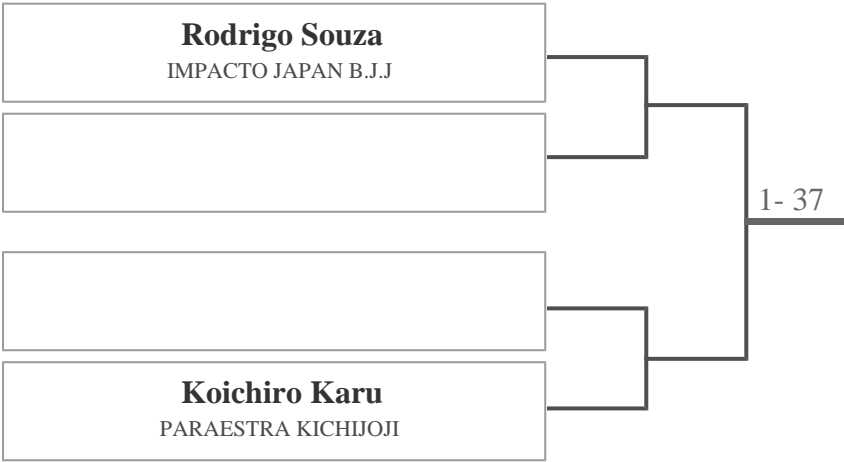 Rodrigo Souza
IMPACTO JAPAN B.J.J
1- 37
Koichiro Karu
PARAESTRA KICHIJOJI